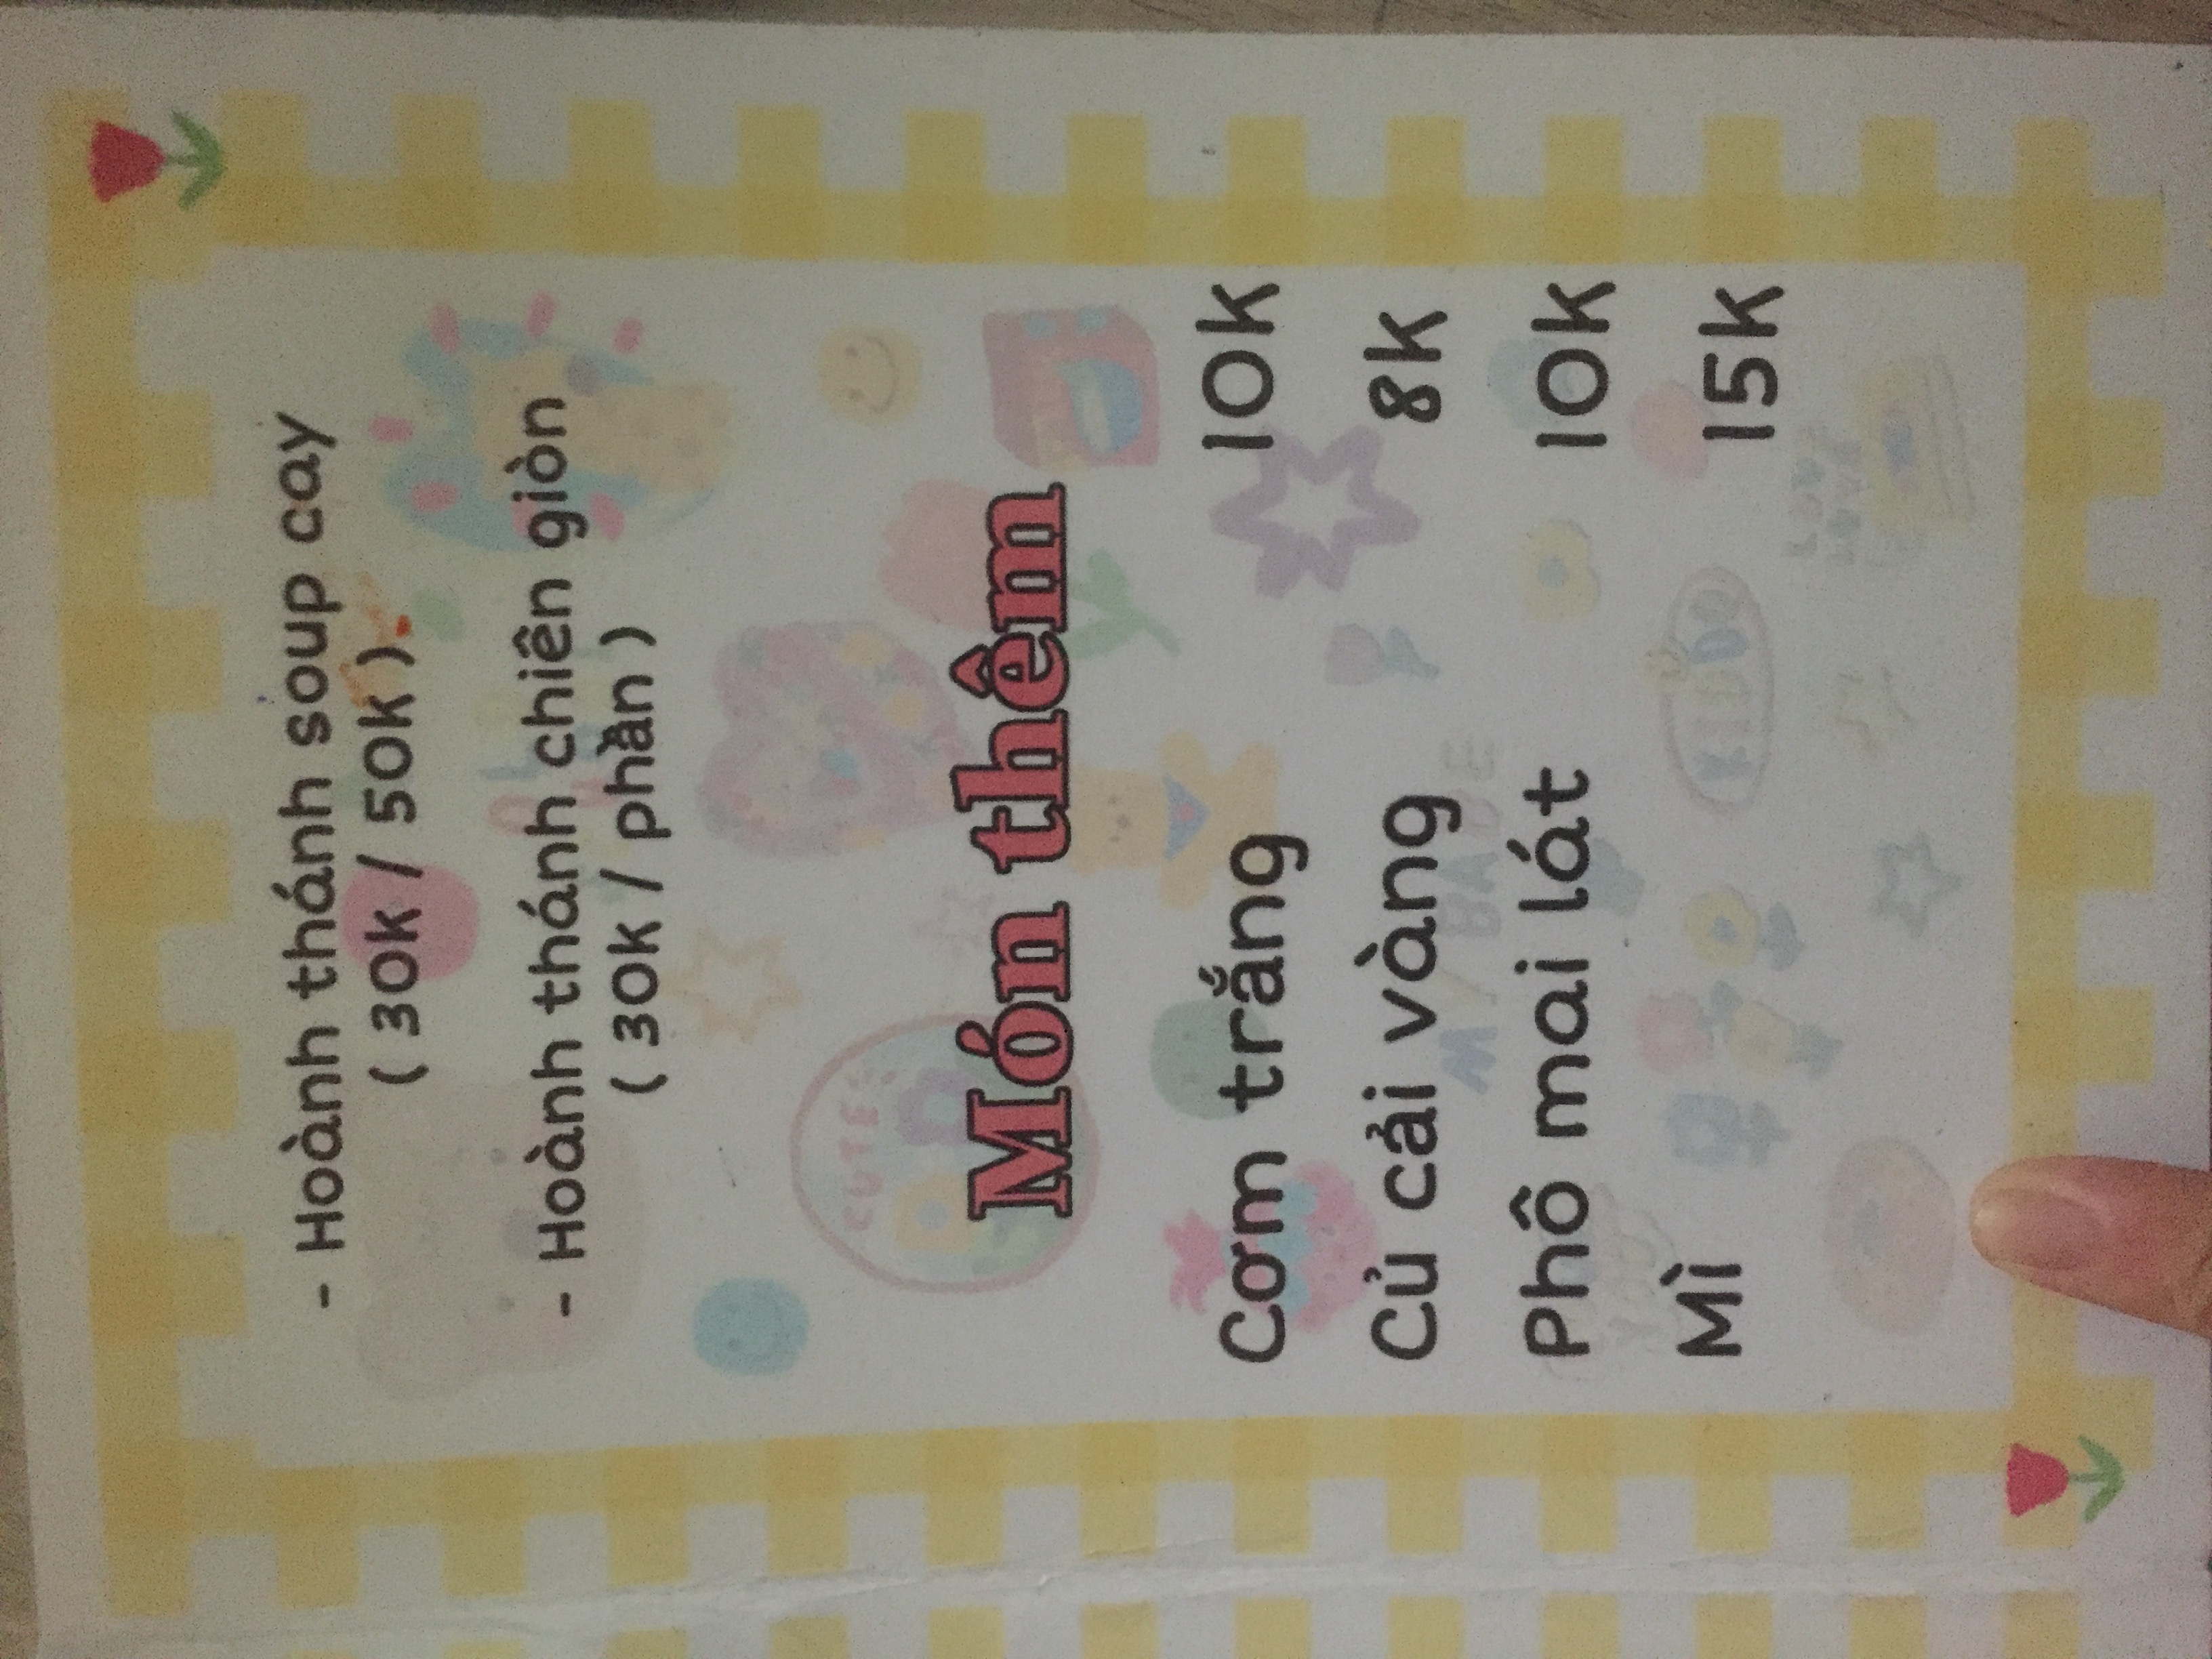 - Hoành thánh soup cay
( 30k / 50k )
- Hoành thánh chiên giòn
( 30k / phần )
CUTE
Món thêm
Cơm trắng 10k
Củ cải vàng 8k
MY BABE
Phô mai lát 10k
YOU
Mì 15k